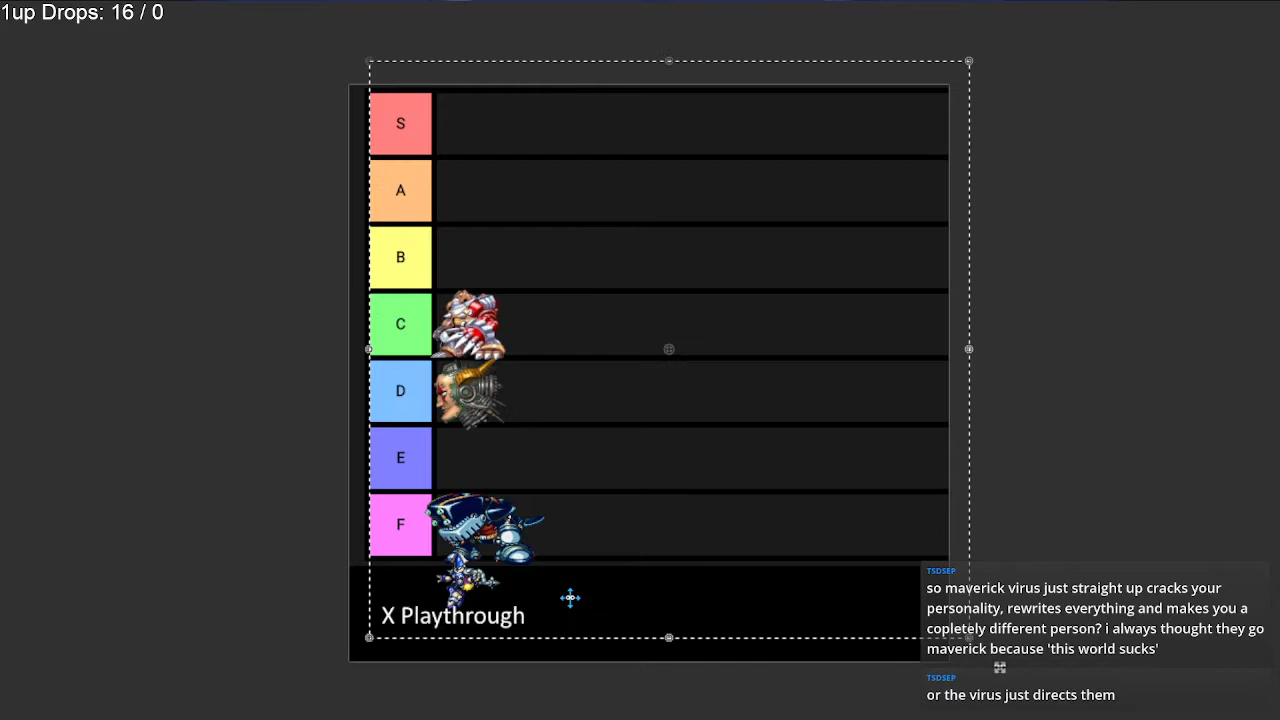 1up Drops: 16 / 0
S
A
B
C
D
E
F
X Playthrough
TSDSEP
so maverick virus just straight up cracks your
personality, rewrites everything and makes you a
copletely different person? i always thought they go
maverick because 'this world sucks'
TSDSEP
or the virus just directs them